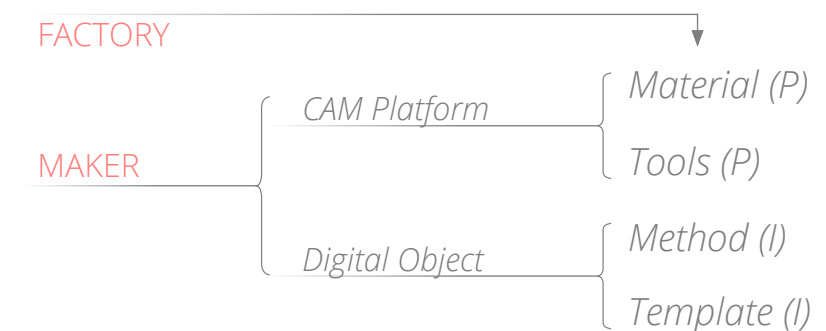 FACTORY
Material (P)
CAM Platform
Tools (P)
MAKER
Method (I)
Digital Object
Template (I)